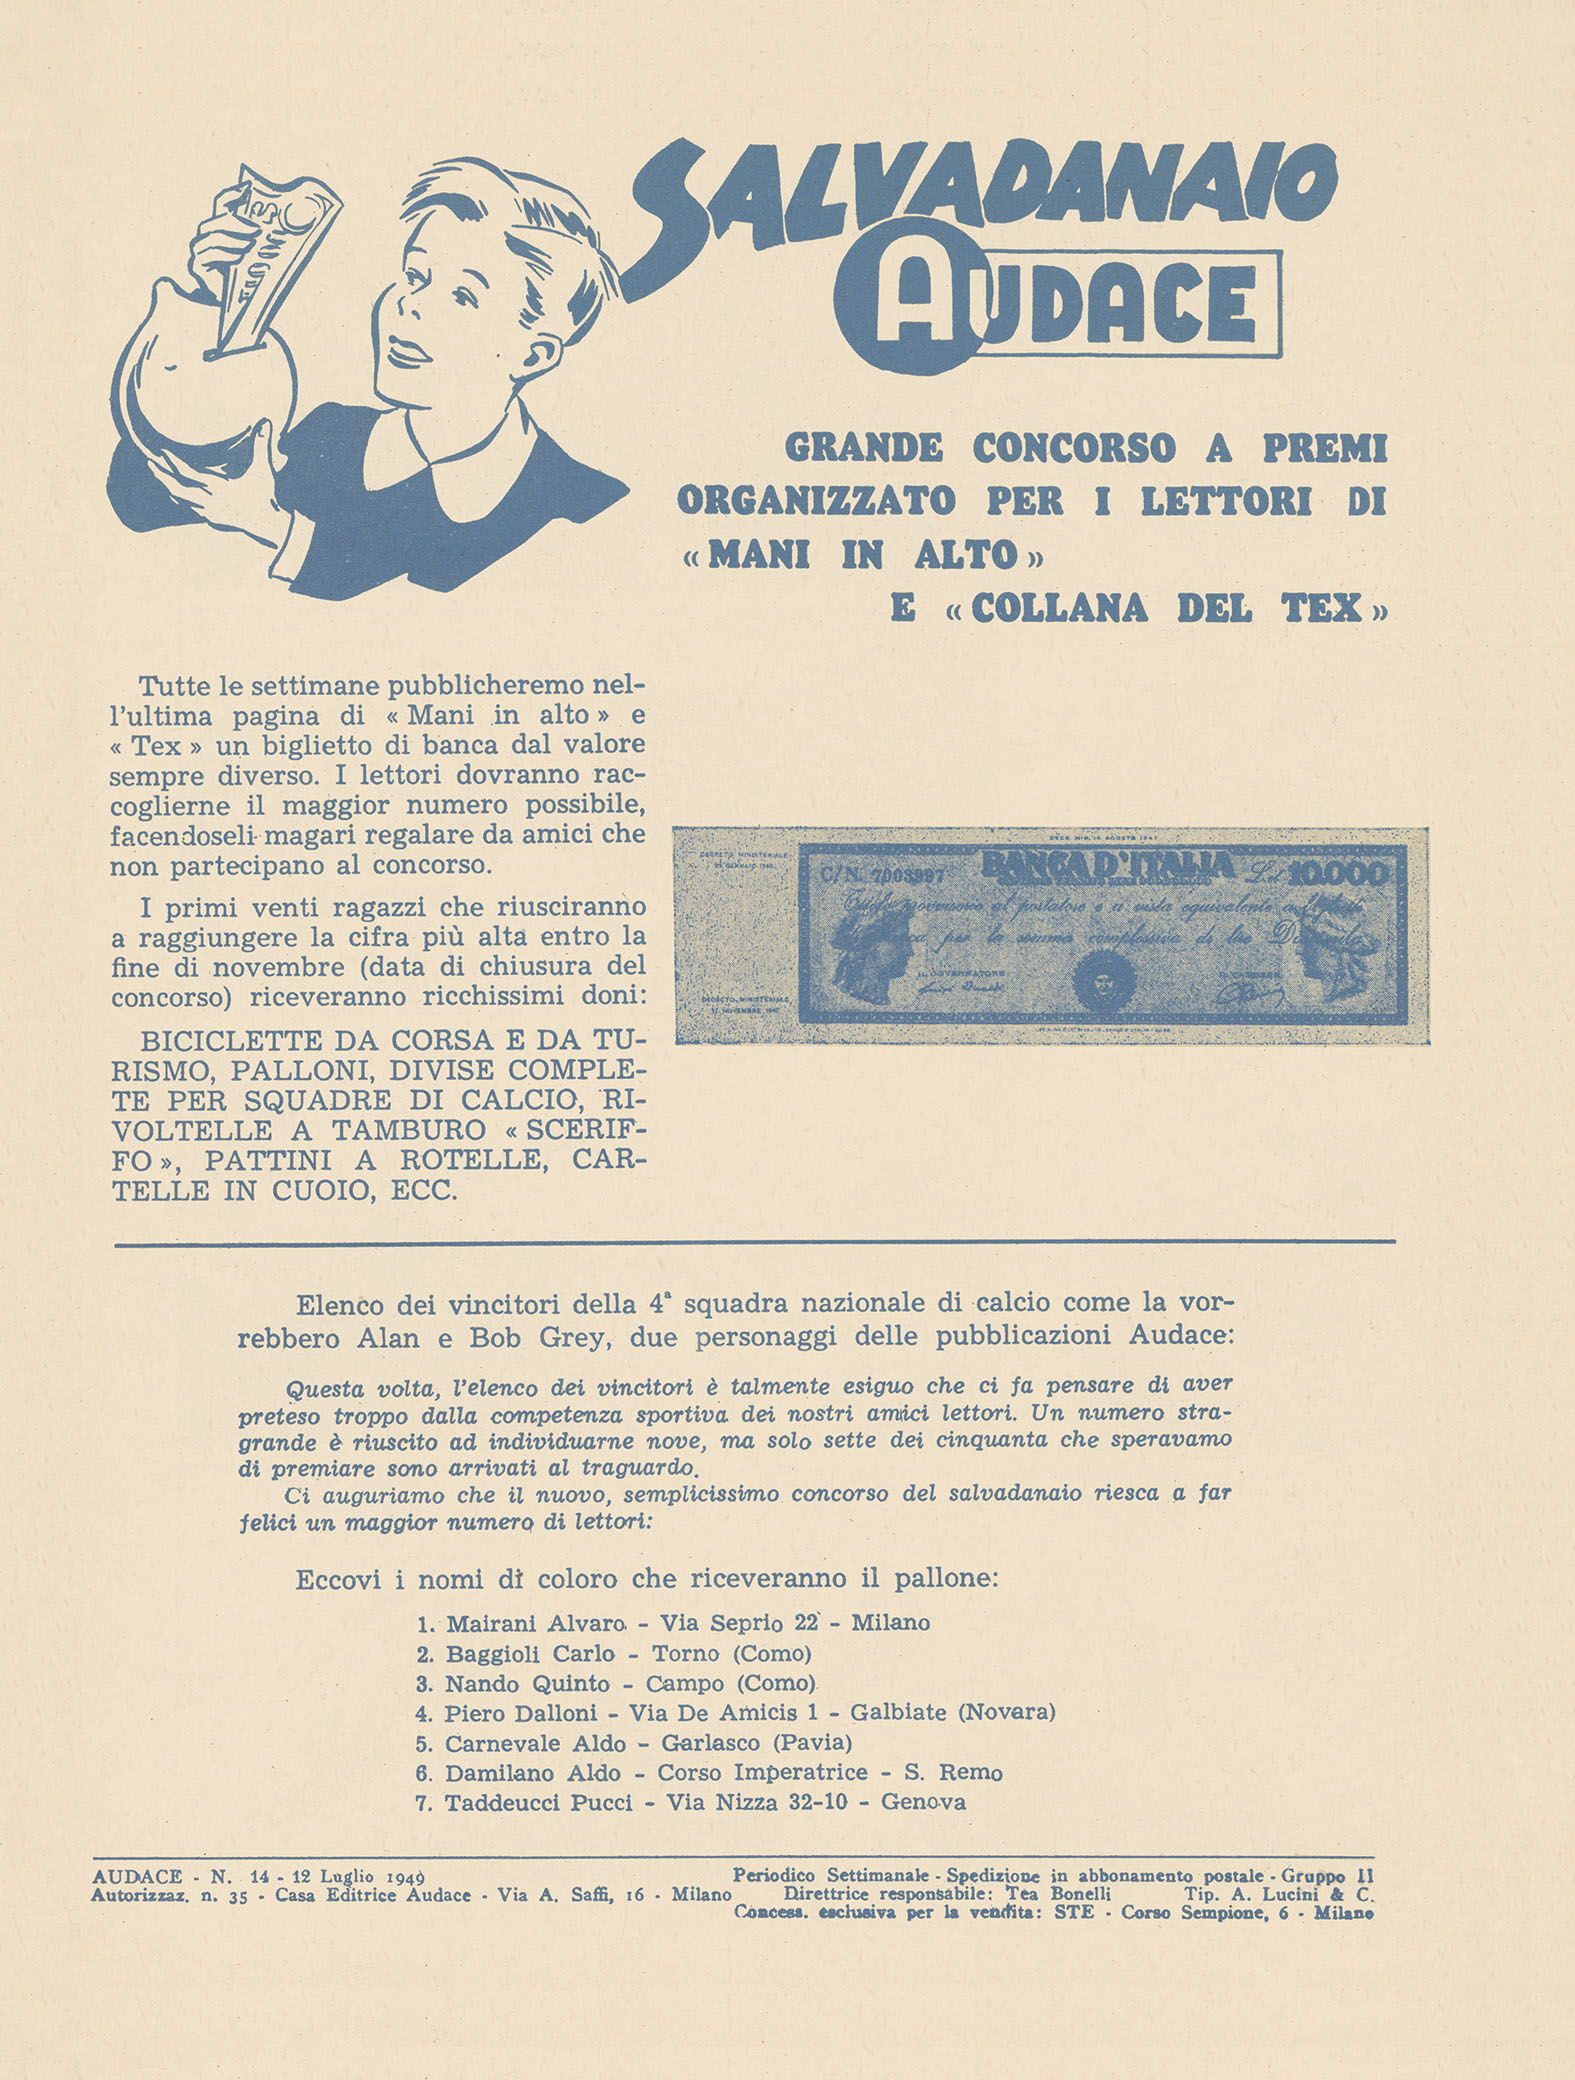 SALVADANAIO
AUDACE
GRANDE CONCORSO A PREMI
ORGANIZZATO PER I LETTORI DI
« MANI IN ALTO »
E « COLLANA DEL TEX »
Tutte le settimane pubblicheremo nel-
l'ultima pagina di « Mani in alto » e
« Tex » un biglietto di banca dal valore
sempre diverso. I lettori dovranno rac-
coglierne il maggior numero possibile,
facendoseli magari regalare da amici che
non partecipano al concorso.
I primi venti ragazzi che riusciranno
a raggiungere la cifra più alta entro la
fine di novembre (data di chiusura del
concorso) riceveranno ricchissimi doni:
BICICLETTE DA CORSA E DA TU-
RISMO, PALLONI, DIVISE COMPLE-
TE PER SQUADRE DI CALCIO, RI-
VOLTELLE A TAMBURO « SCERIF-
FO », PATTINI A ROTELLE, CAR-
TELLE IN CUOIO, ECC.
DECRETO MINISTERIALE
C/N. 7003997
BANCA D'ITALIA
10.000
IL GOVERNATORE
DECRETO MINISTERIALE
Elenco dei vincitori della 4ª squadra nazionale di calcio come la vor-
rebbero Alan e Bob Grey, due personaggi delle pubblicazioni Audace:
Questa volta, l'elenco dei vincitori è talmente esiguo che ci fa pensare di aver
preteso troppo dalla competenza sportiva dei nostri amici lettori. Un numero stra-
grande è riuscito ad individuarne nove, ma solo sette dei cinquanta che speravamo
di premiare sono arrivati al traguardo.
Ci auguriamo che il nuovo, semplicissimo concorso del salvadanaio riesca a far
felici un maggior numero di lettori:
Eccovi i nomi di coloro che riceveranno il pallone:
1. Mairani Alvaro - Via Seprio 22 - Milano
2. Baggioli Carlo - Torno (Como)
3. Nando Quinto - Campo (Como)
4. Piero Dalloni - Via De Amicis 1 - Galbiate (Novara)
5. Carnevale Aldo - Garlasco (Pavia)
6. Damilano Aldo - Corso Imperatrice - S. Remo
7. Taddeucci Pucci - Via Nizza 32-10 - Genova
AUDACE - N. 14 - 12 Luglio 1949 Periodico Settimanale - Spedizione in abbonamento postale - Gruppo II
Autorizzaz. n. 35 - Casa Editrice Audace - Via A. Saffi, 16 - Milano Direttrice responsabile: Tea Bonelli Tip. A. Lucini & C.
Concess. esclusiva per la vendita: STE - Corso Sempione, 6 - Milano